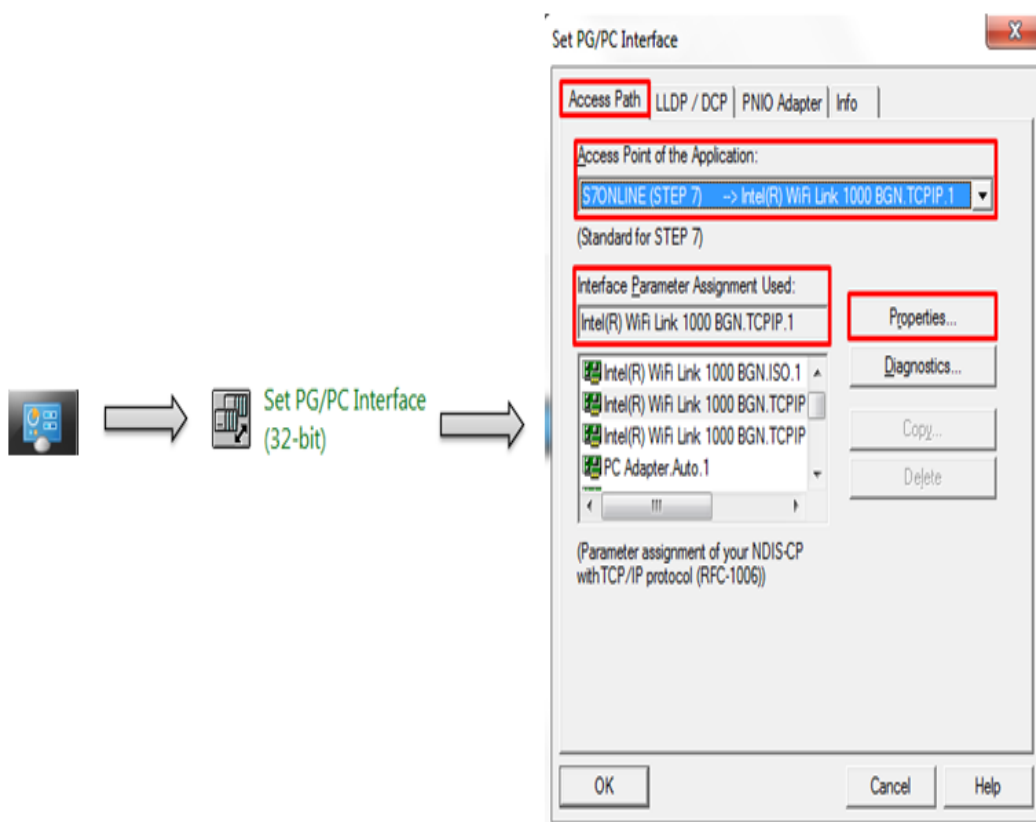 Set PG/PC Interface
(32-bit)
Set PG/PC Interface
X
Access Path
LLDP / DCP
PNIO Adapter
Info
Access Point of the Application:
S7ONLINE (STEP 7) --> Intel(R) WiFi Link 1000 BGN.TCPIP.1
(Standard for STEP 7)
Interface Parameter Assignment Used:
Intel(R) WiFi Link 1000 BGN.TCPIP.1
Properties...
Intel(R) WiFi Link 1000 BGN.ISO.1
Intel(R) WiFi Link 1000 BGN.TCPIP
Intel(R) WiFi Link 1000 BGN.TCPIP
PC Adapter.Auto.1
Diagnostics...
Copy...
Delete
(Parameter assignment of your NDIS-CP
with TCP/IP protocol (RFC-1006))
OK
Cancel
Help